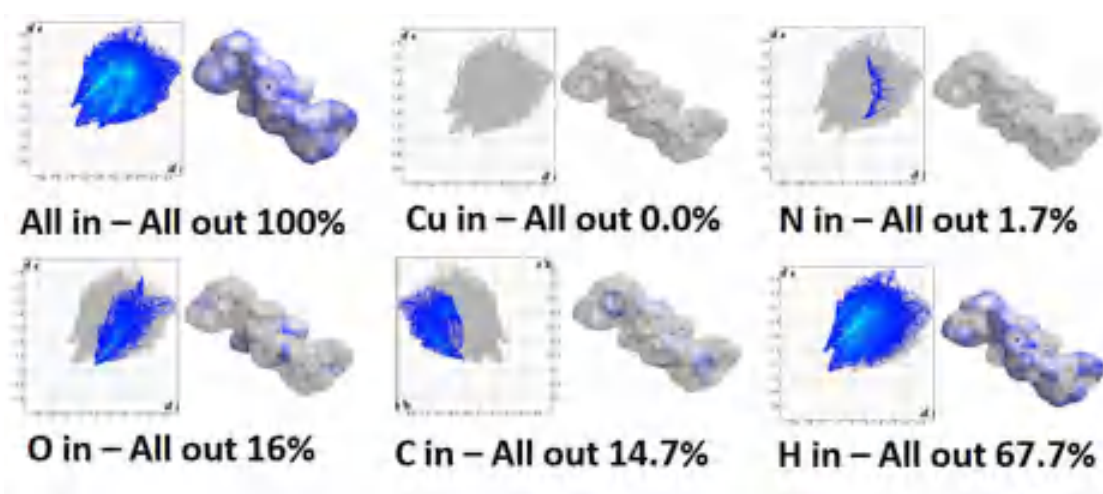 All in – All out 100%
Cu in – All out 0.0%
N in – All out 1.7%
O in – All out 16%
C in – All out 14.7%
H in – All out 67.7%